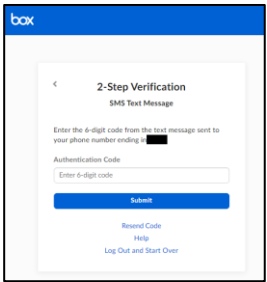 box
2-Step Verification
SMS Text Message
Enter the 6-digit code from the text message sent to
your phone number ending in
Authentication Code
Enter 6-digit code
Submit
Resend Code
Help
Log Out and Start Over